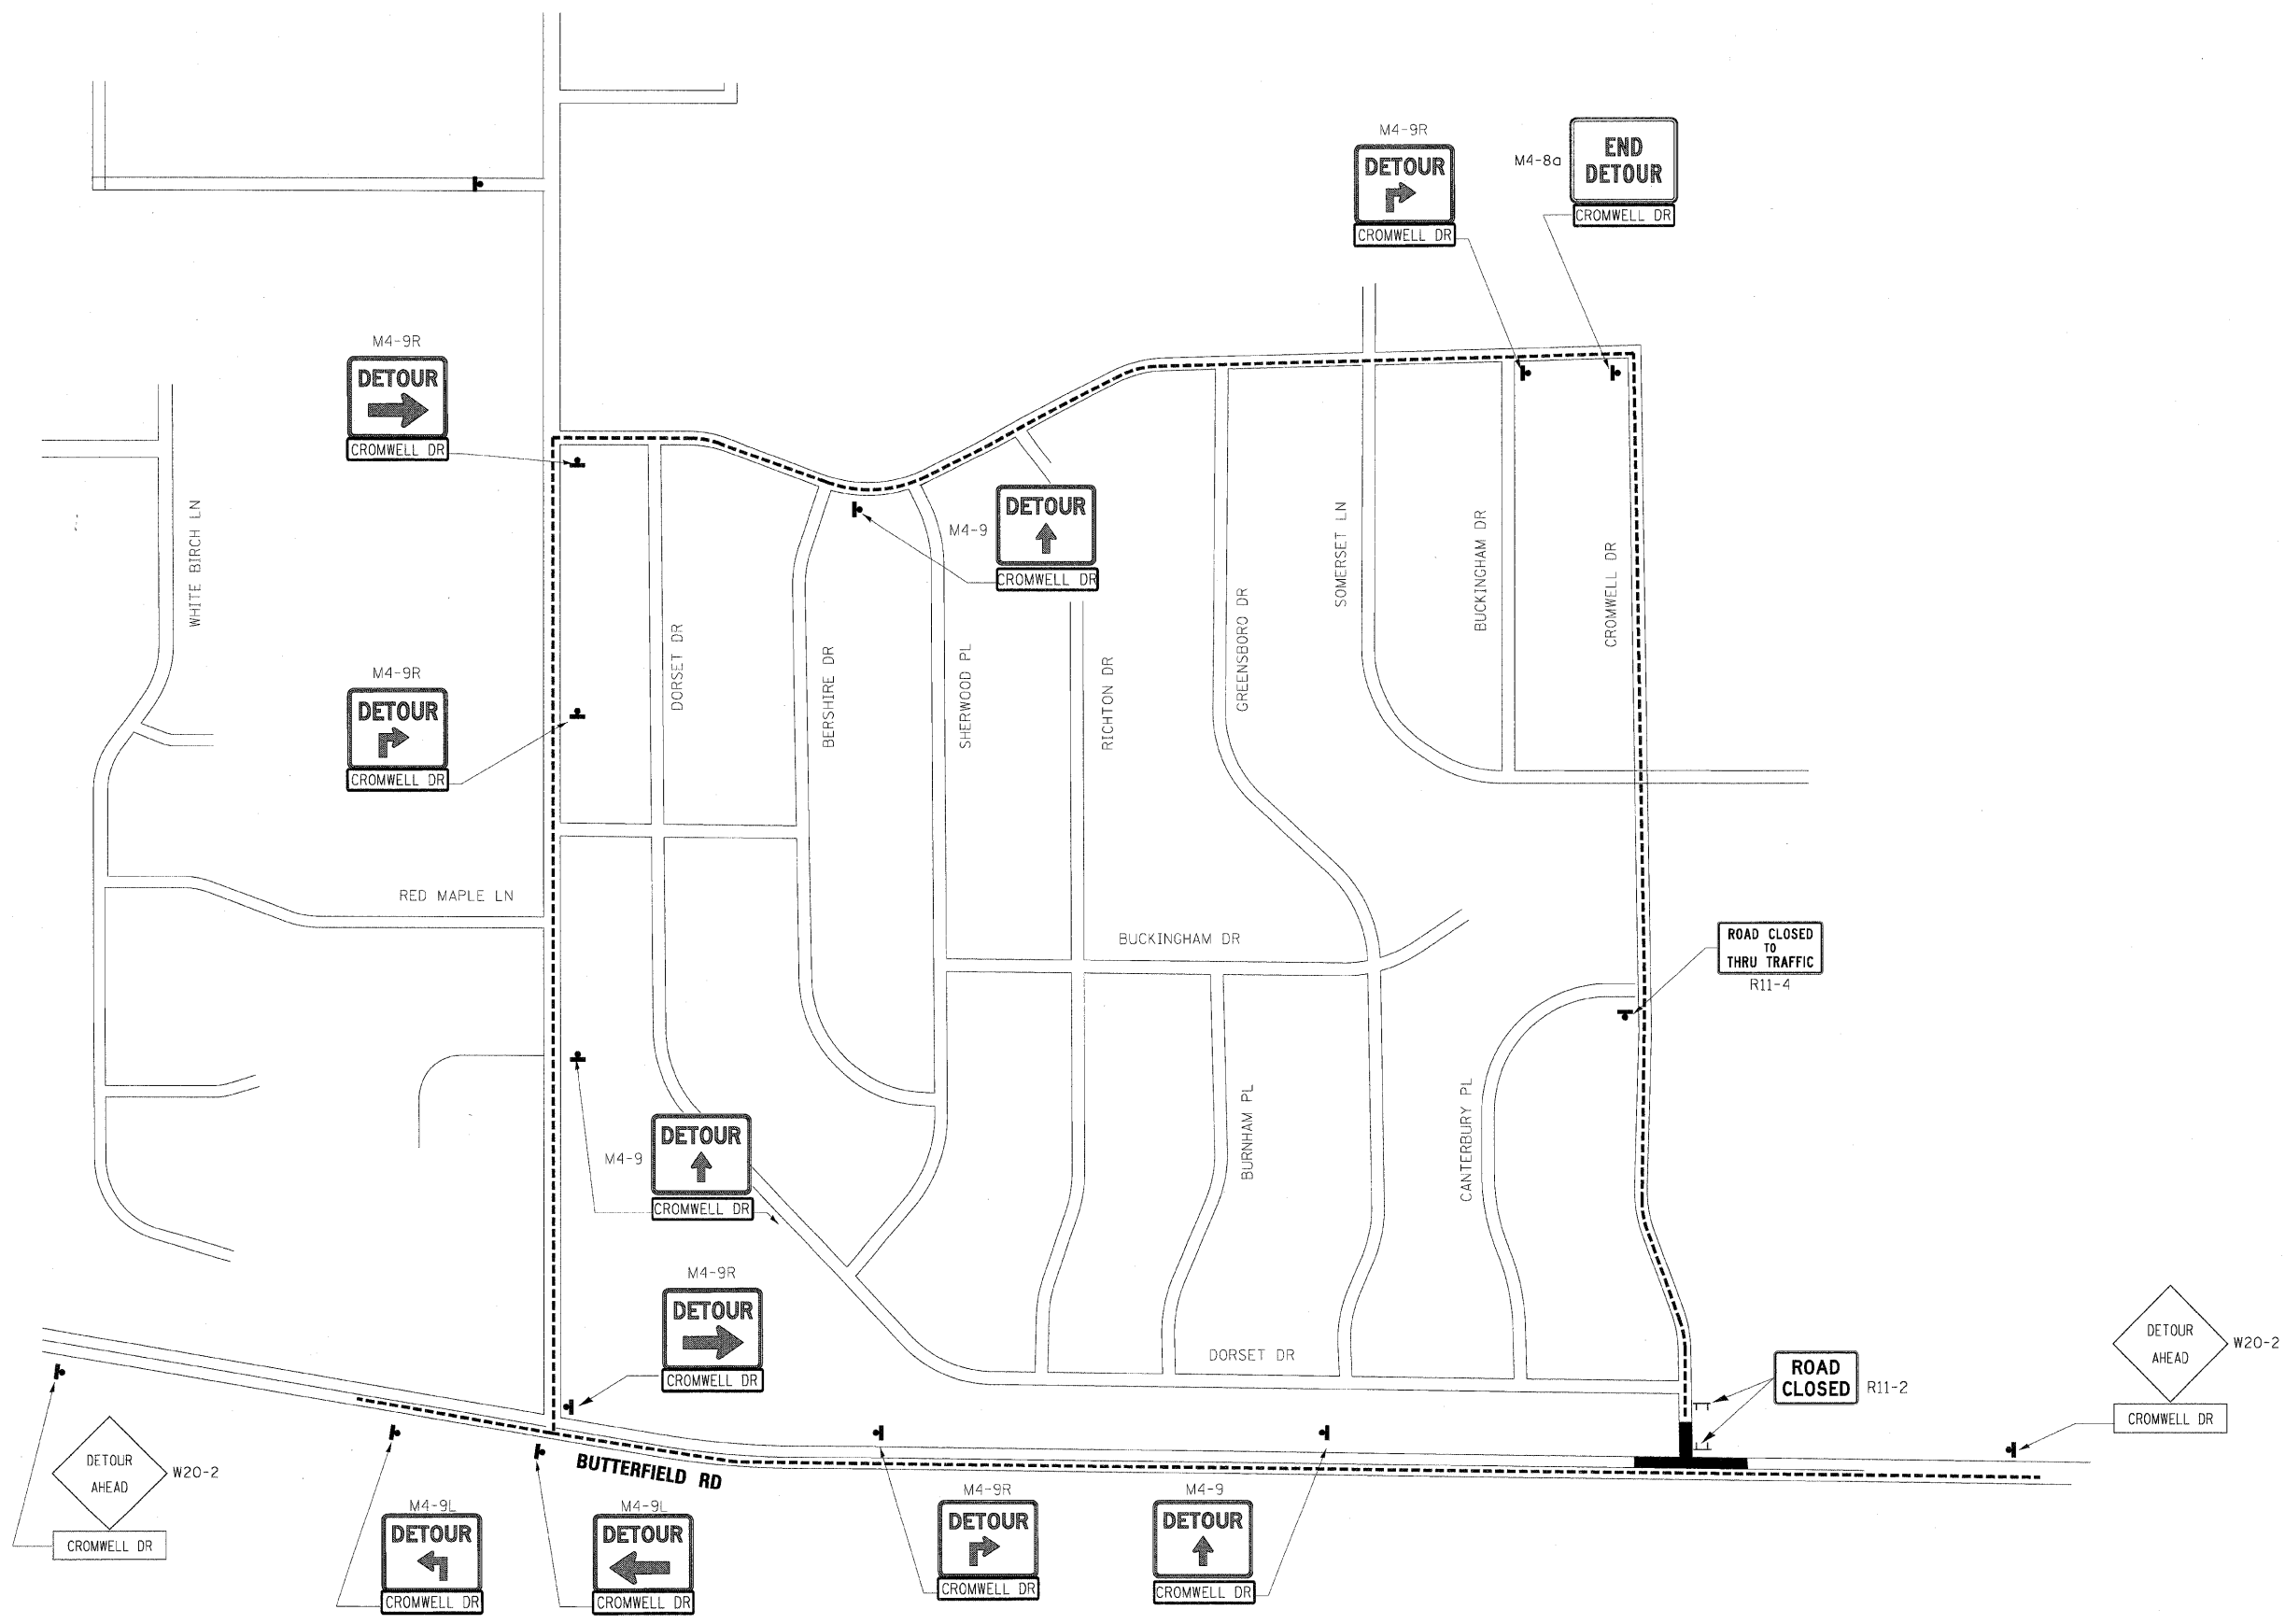 M4-9R
DETOUR
CROMWELL DR
M4-8a
END
DETOUR
CROMWELL DR
M4-9R
DETOUR
CROMWELL DR
M4-9
DETOUR
CROMWELL DR
WHITE BIRCH LN
M4-9R
DETOUR
CROMWELL DR
DORSET DR
BERSHIRE DR
SHERWOOD PL
RICHTON DR
GREENSBORO DR
SOMERSET LN
BUCKINGHAM DR
CROMWELL DR
RED MAPLE LN
BUCKINGHAM DR
ROAD CLOSED
TO
THRU TRAFFIC
R11-4
M4-9
DETOUR
CROMWELL DR
BURNHAM PL
CANTERBURY PL
M4-9R
DETOUR
CROMWELL DR
DORSET DR
ROAD
CLOSED
R11-2
DETOUR
AHEAD
W20-2
CROMWELL DR
DETOUR
AHEAD
W20-2
CROMWELL DR
BUTTERFIELD RD
M4-9L
DETOUR
CROMWELL DR
M4-9L
DETOUR
CROMWELL DR
M4-9R
DETOUR
CROMWELL DR
M4-9
DETOUR
CROMWELL DR